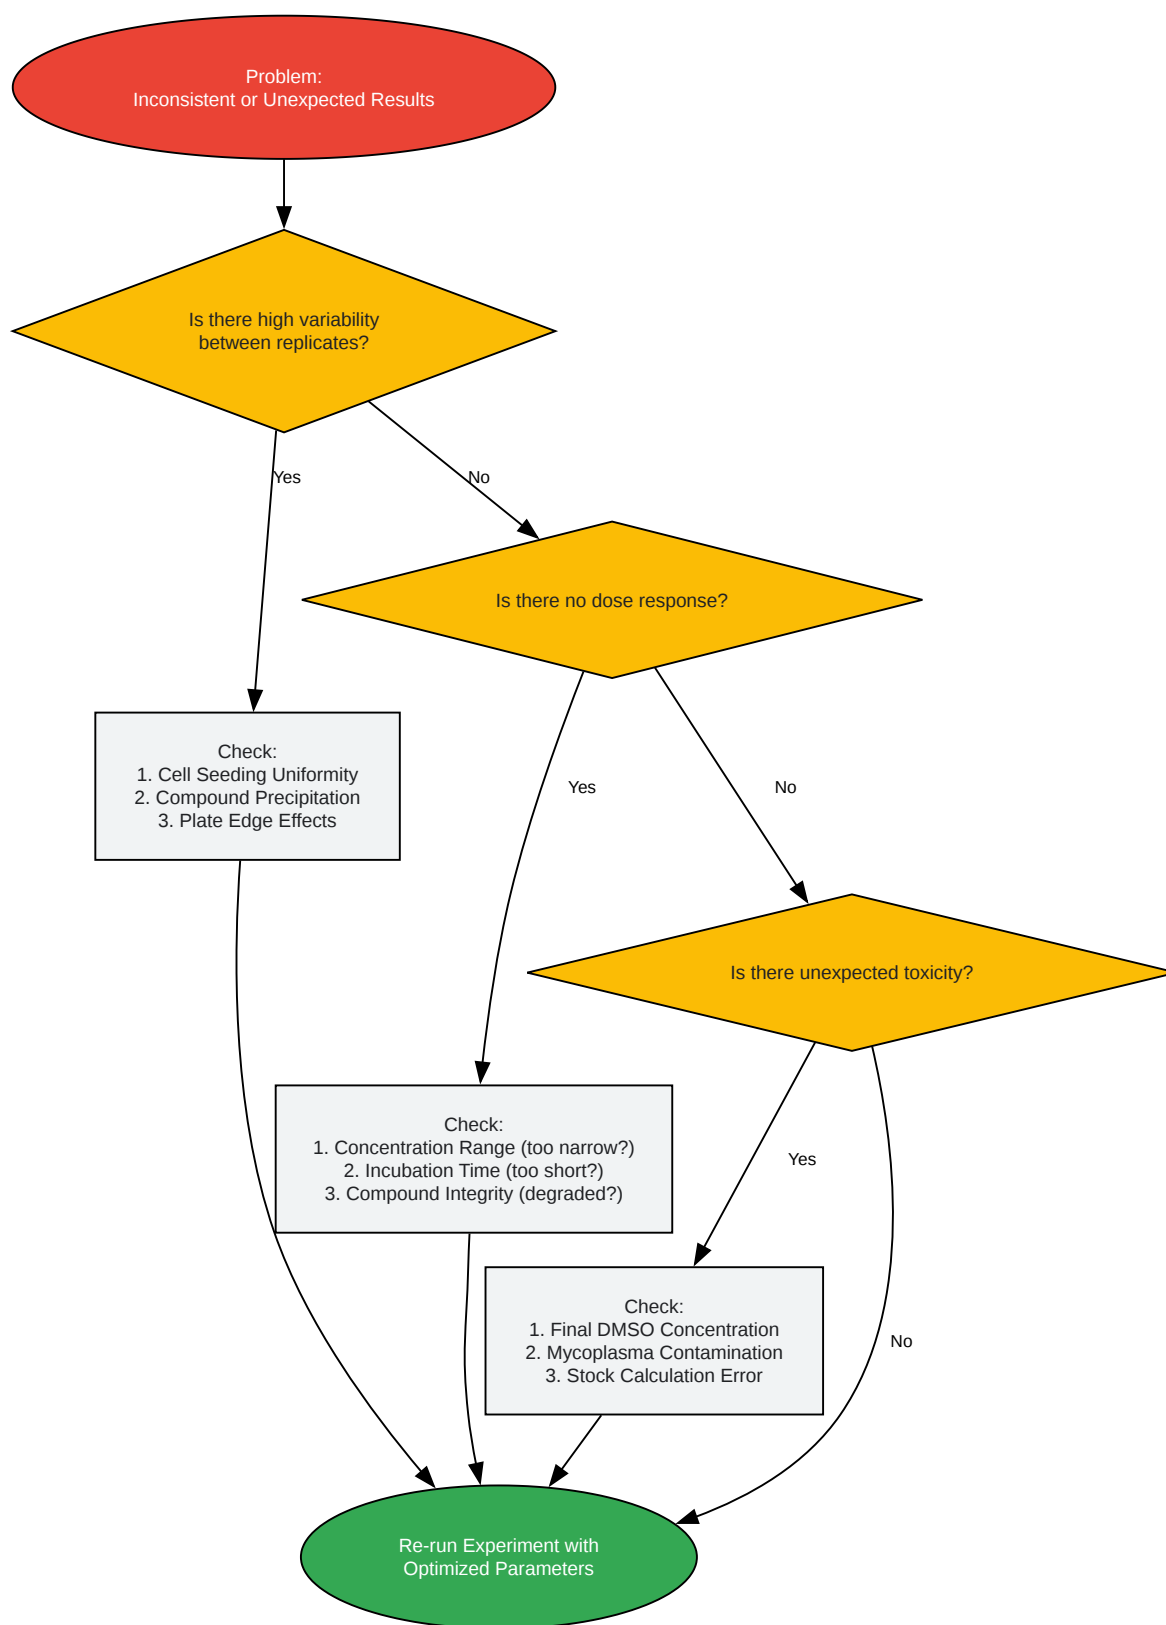 Problem:
Inconsistent or Unexpected Results
Is there high variability
between replicates?
Yes
No
Is there no dose response?
Check:
1. Cell Seeding Uniformity
2. Compound Precipitation
3. Plate Edge Effects
Yes
No
Is there unexpected toxicity?
Check:
1. Concentration Range (too narrow?)
2. Incubation Time (too short?)
3. Compound Integrity (degraded?)
Yes
No
Check:
1. Final DMSO Concentration
2. Mycoplasma Contamination
3. Stock Calculation Error
Re-run Experiment with
Optimized Parameters